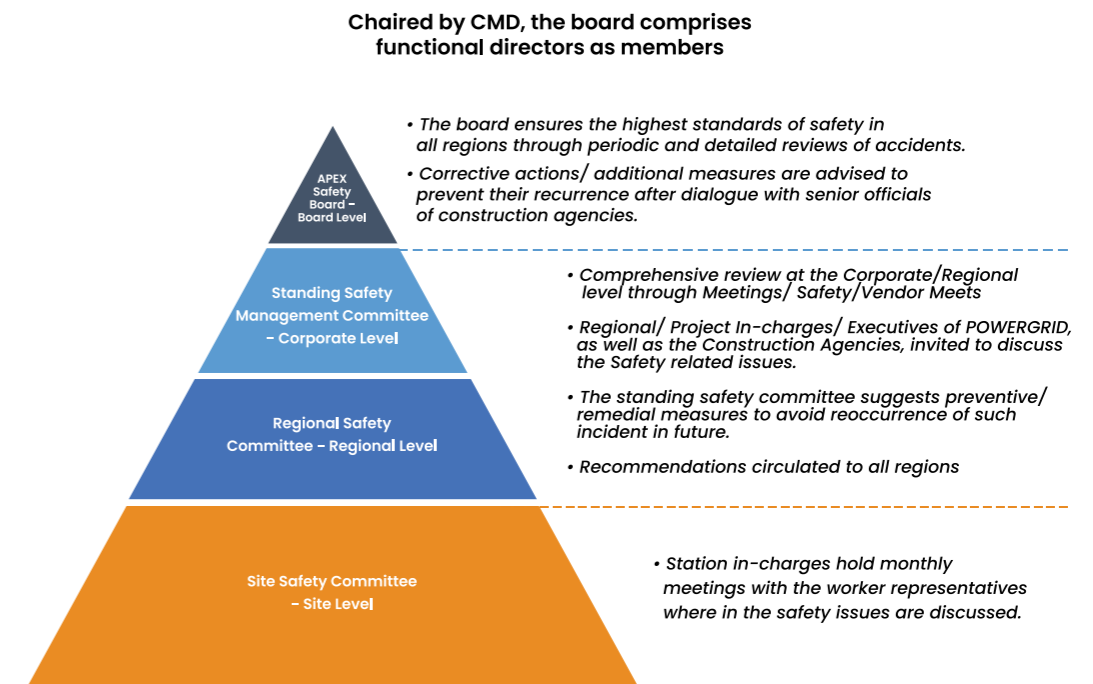 Chaired by CMD, the board comprises
functional directors as members
APEX
Safety
Board –
Board Level
• The board ensures the highest standards of safety in
all regions through periodic and detailed reviews of accidents.
• Corrective actions/ additional measures are advised to
prevent their recurrence after dialogue with senior officials
of construction agencies.
Standing Safety
Management Committee
– Corporate Level
Regional Safety
Committee – Regional Level
• Comprehensive review at the Corporate/Regional
level through Meetings/ Safety/Vendor Meets
• Regional/ Project In-charges/ Executives of POWERGRID,
as well as the Construction Agencies, invited to discuss
the Safety related issues.
• The standing safety committee suggests preventive/
remedial measures to avoid reoccurrence of such
incident in future.
• Recommendations circulated to all regions
Site Safety Committee
– Site Level
• Station in-charges hold monthly
meetings with the worker representatives
where in the safety issues are discussed.